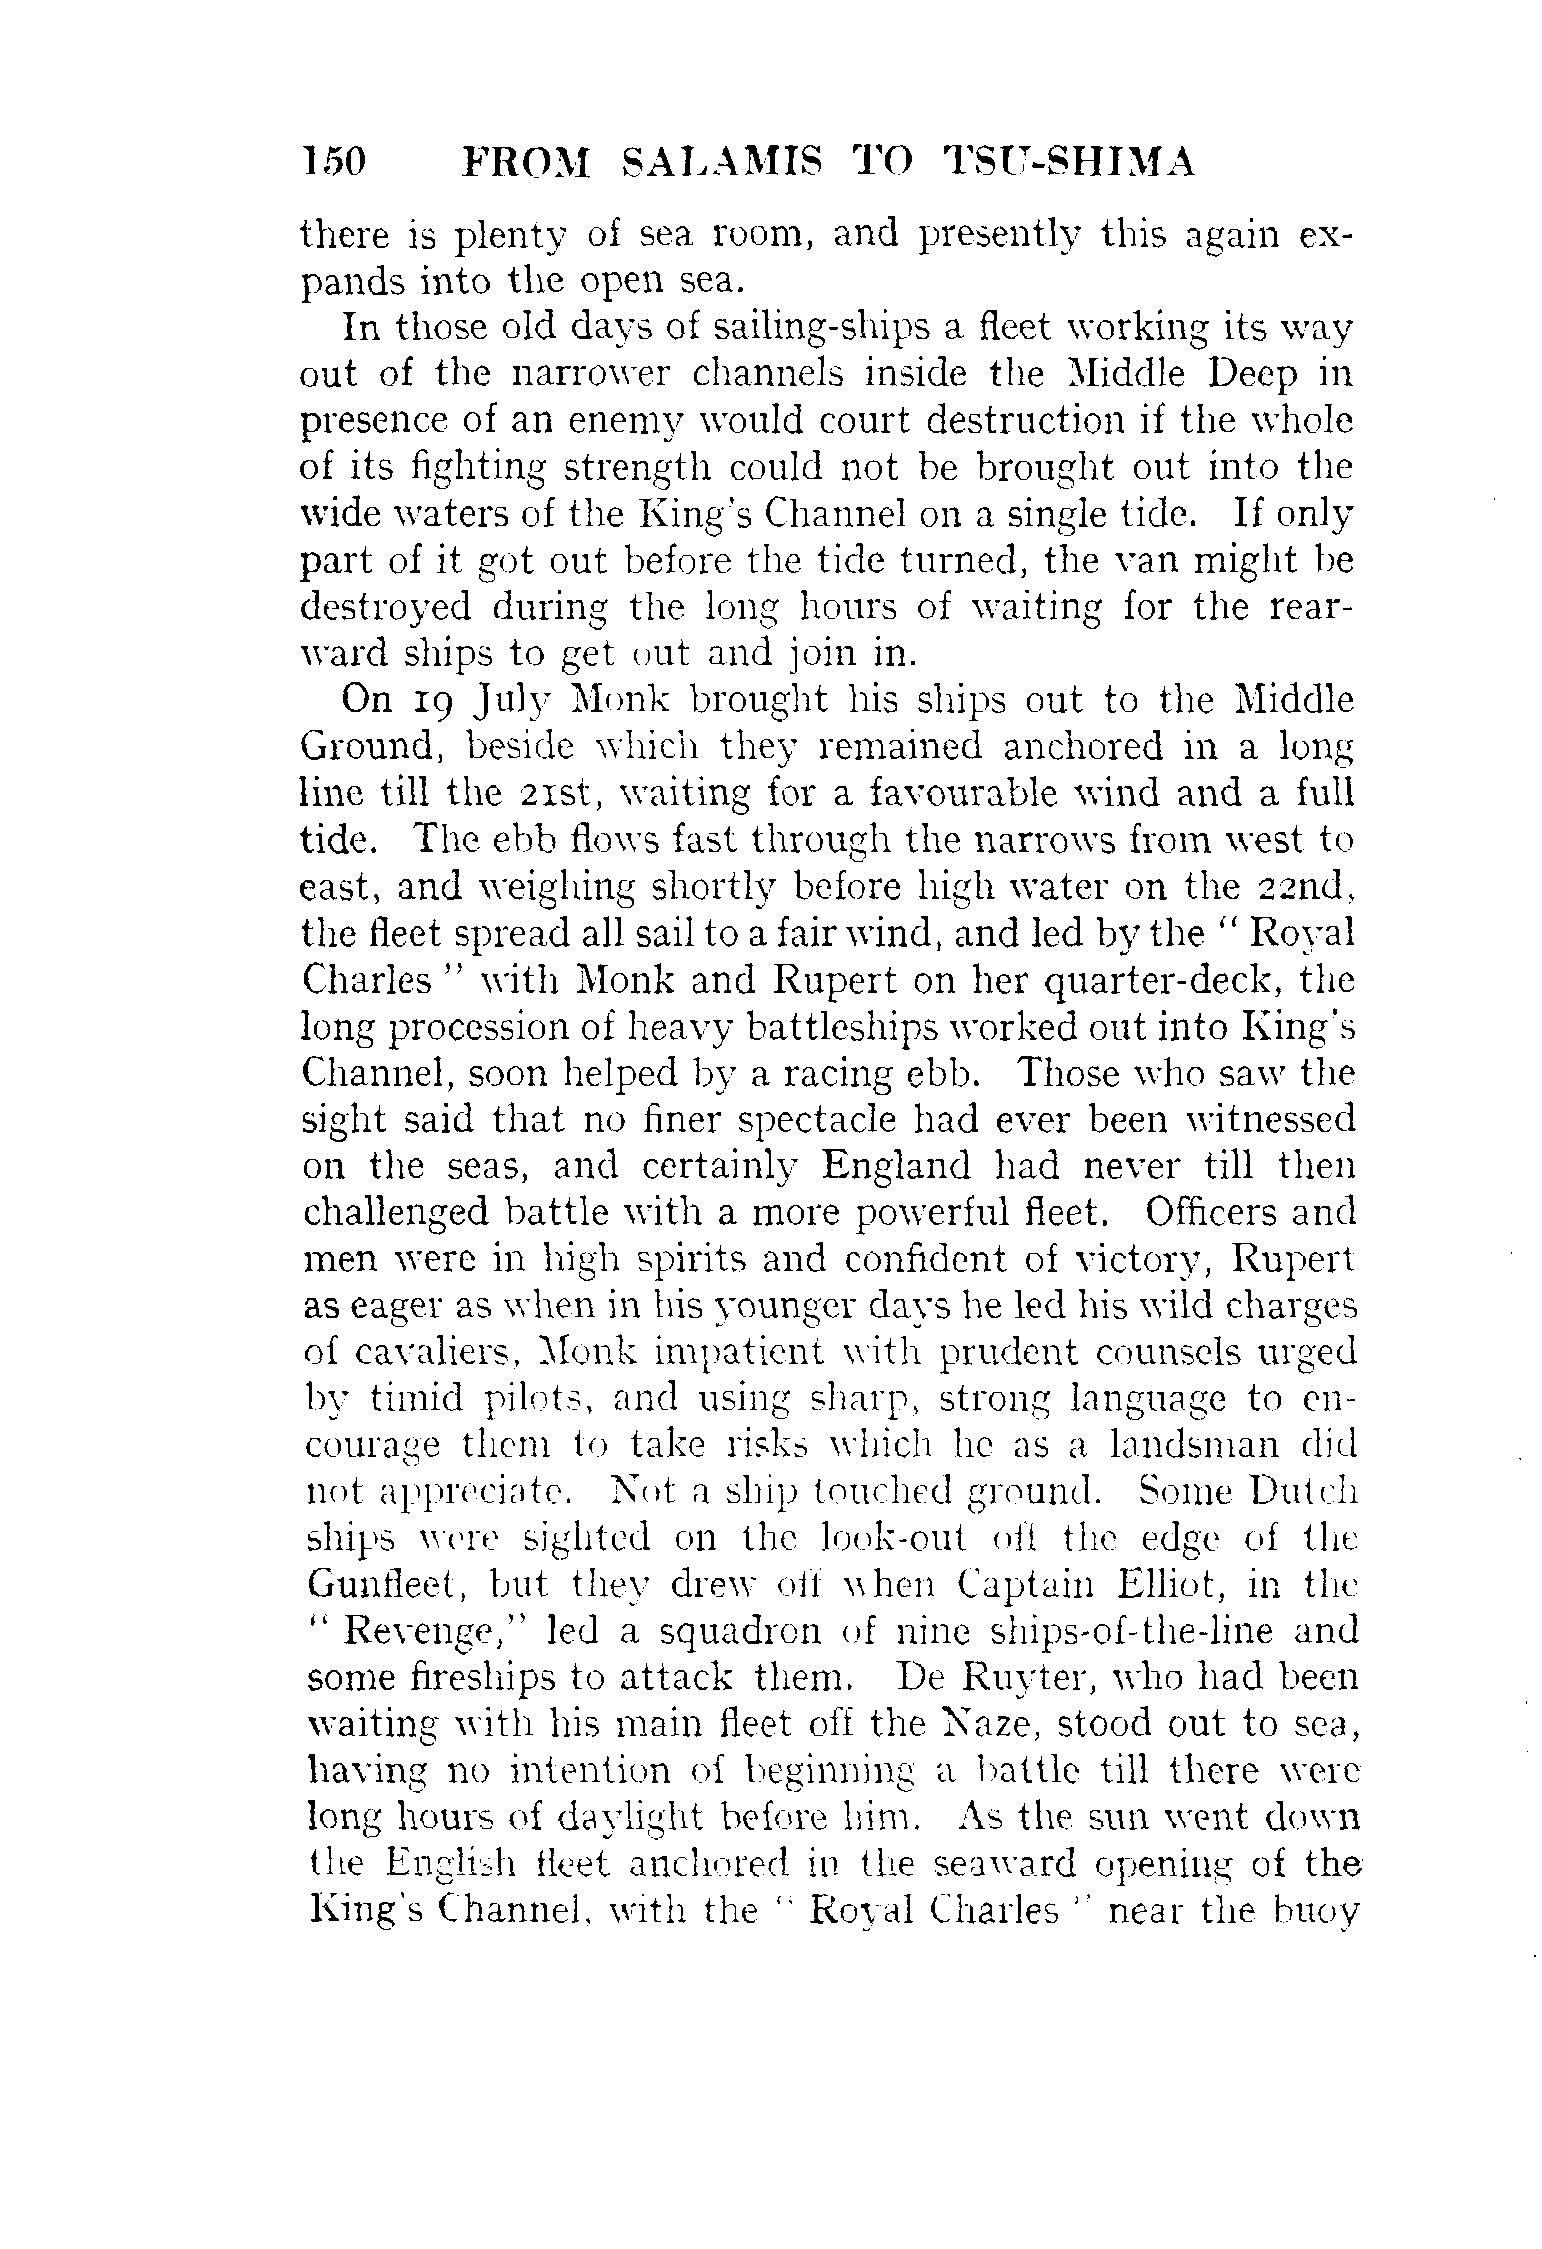 150 FROM SALAMIS TO TSU-SHIMA
there is plenty of sea room, and presently this again ex-
pands into the open sea.
In those old days of sailing-ships a fleet working its way
out of the narrower channels inside the Middle Deep in
presence of an enemy would court destruction if the whole
of its fighting strength could not be brought out into the
wide waters of the King's Channel on a single tide. If only
part of it got out before the tide turned, the van might be
destroyed during the long hours of waiting for the rear-
ward ships to get out and join in.
On 19 July Monk brought his ships out to the Middle
Ground, beside which they remained anchored in a long
line till the 21st, waiting for a favourable wind and a full
tide. The ebb flows fast through the narrows from west to
east, and weighing shortly before high water on the 22nd,
the fleet spread all sail to a fair wind, and led by the " Royal
Charles " with Monk and Rupert on her quarter-deck, the
long procession of heavy battleships worked out into King's
Channel, soon helped by a racing ebb. Those who saw the
sight said that no finer spectacle had ever been witnessed
on the seas, and certainly England had never till then
challenged battle with a more powerful fleet. Officers and
men were in high spirits and confident of victory, Rupert
as eager as when in his younger days he led his wild charges
of cavaliers, Monk impatient with prudent counsels urged
by timid pilots, and using sharp, strong language to en-
courage them to take risks which he as a landsman did
not appreciate. Not a ship touched ground. Some Dutch
ships were sighted on the look-out off the edge of the
Gunfleet, but they drew off when Captain Elliot, in the
" Revenge," led a squadron of nine ships-of-the-line and
some fireships to attack them. De Ruyter, who had been
waiting with his main fleet off the Naze, stood out to sea,
having no intention of beginning a battle till there were
long hours of daylight before him. As the sun went down
the English fleet anchored in the seaward opening of the
King's Channel, with the " Royal Charles " near the buoy